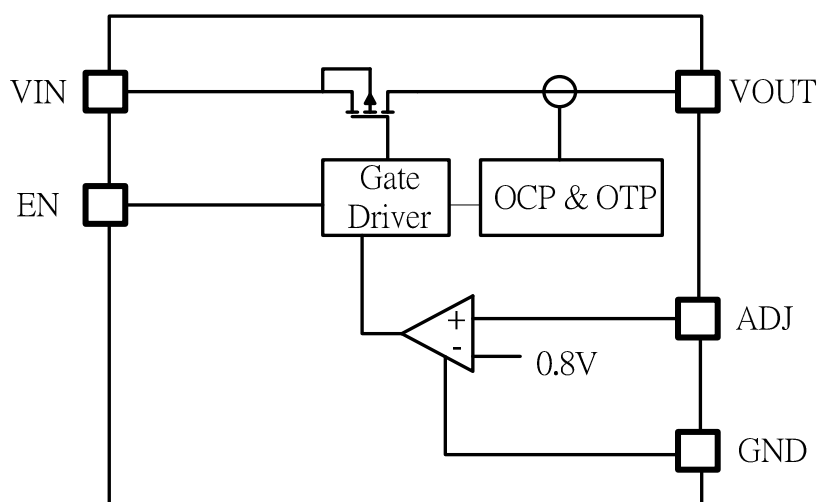 VIN
VOUT
EN
Gate
Driver
OCP & OTP
+
-
0.8V
ADJ
GND